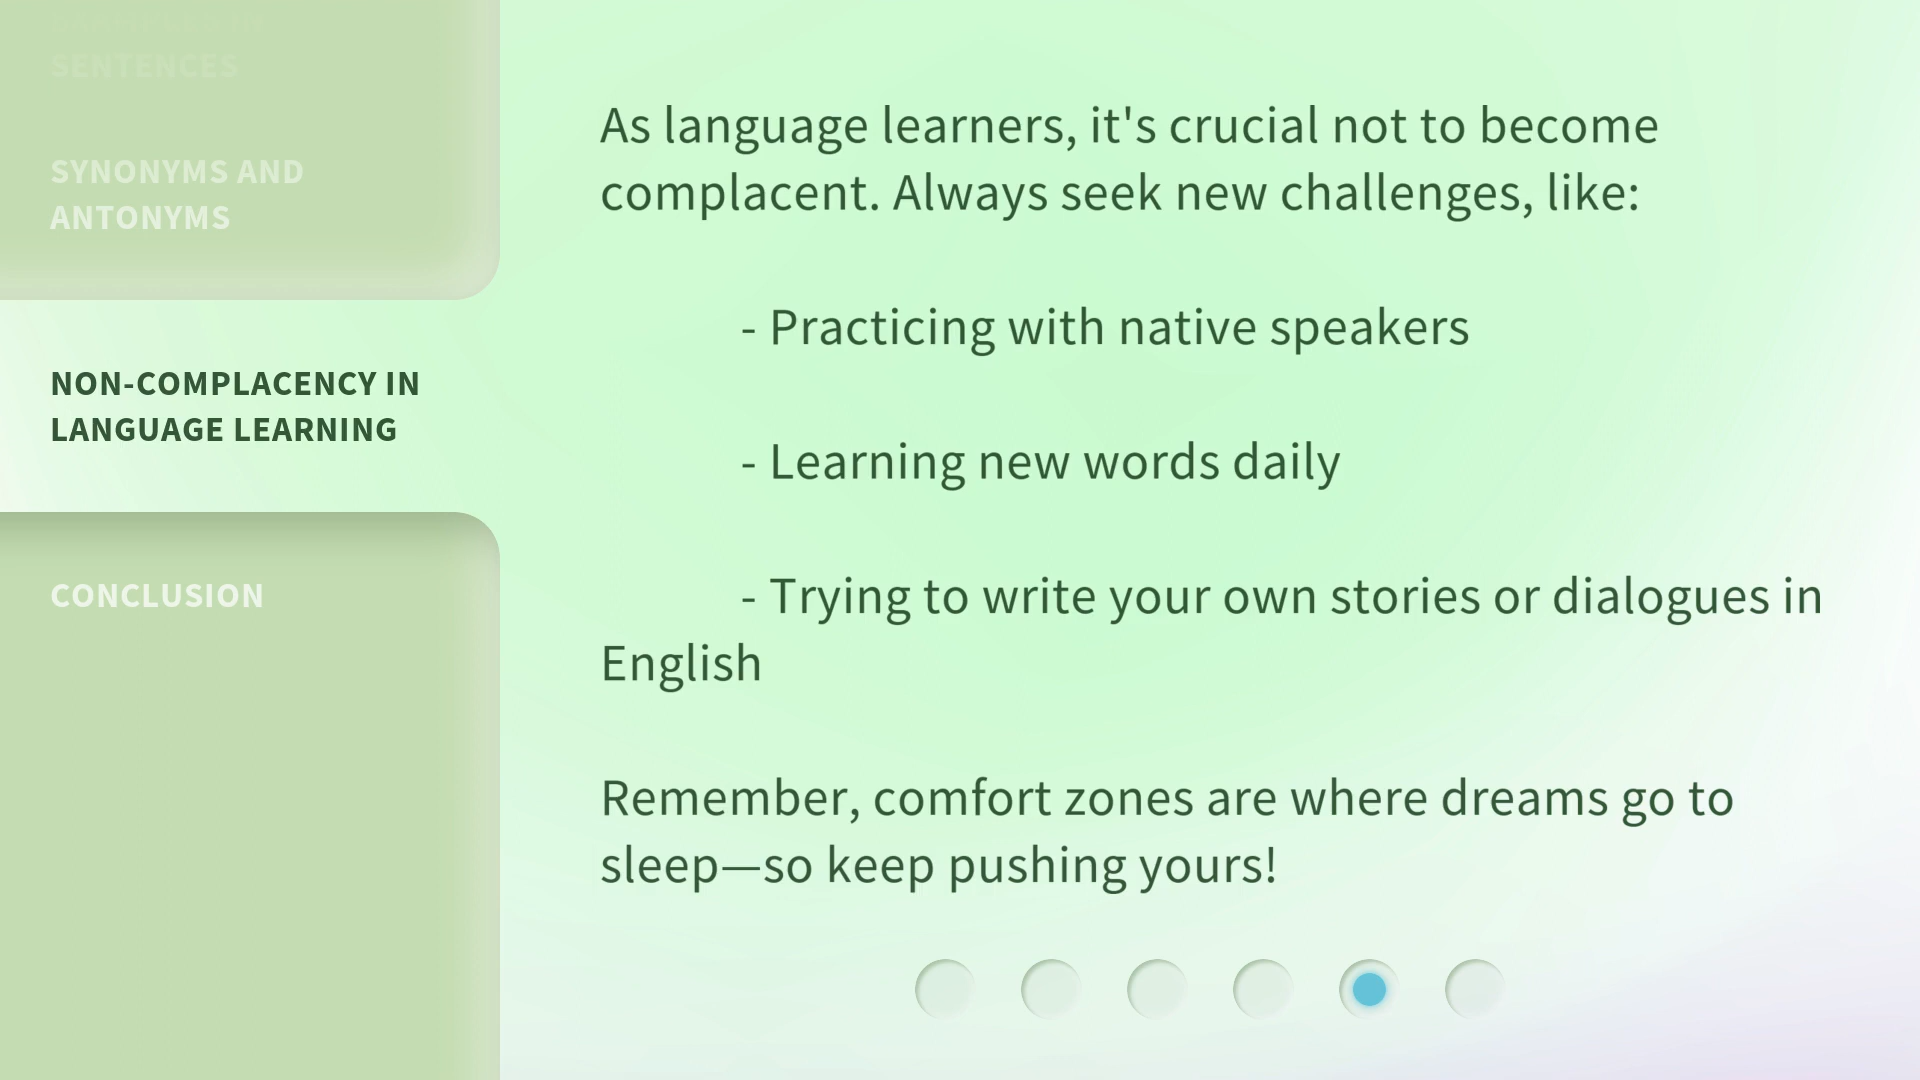 SENTENCES
SYNONYMS AND
ANTONYMS
NON-COMPLACENCY IN
LANGUAGE LEARNING
CONCLUSION
As language learners, it's crucial not to become
complacent. Always seek new challenges, like:
- Practicing with native speakers
- Learning new words daily
- Trying to write your own stories or dialogues in
English
Remember, comfort zones are where dreams go to
sleep—so keep pushing yours!